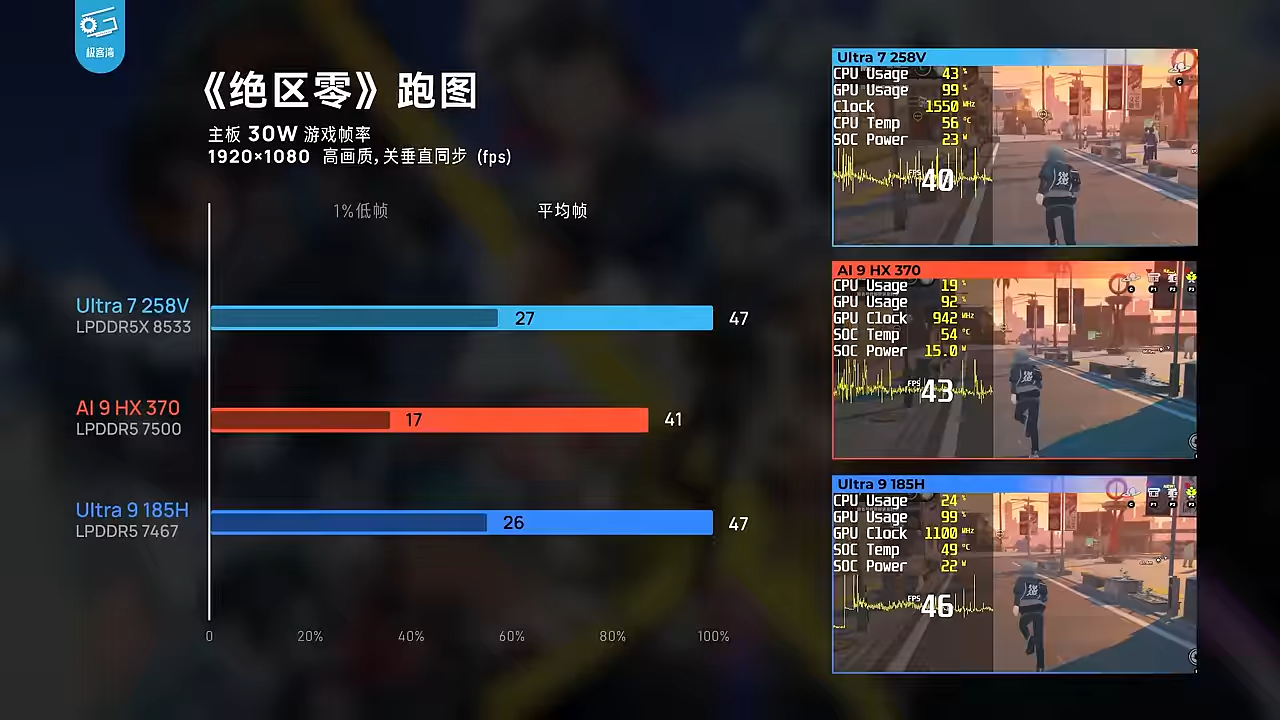 极客湾
《绝区零》跑图
主板 30W 游戏帧率
1920×1080 高画质,关垂直同步 (fps)
1%低帧 平均帧
Ultra 7 258V
LPDDR5X 8533
27 47
AI 9 HX 370
LPDDR5 7500
17 41
Ultra 9 185H
LPDDR5 7467
26 47
0 20% 40% 60% 80% 100%
Ultra 7 258V
CPU Usage 43 %
GPU Usage 99 %
Clock 1550 MHz
CPU Temp 56 °C
SOC Power 23 W
FPS 40
AI 9 HX 370
CPU Usage 19 %
GPU Usage 92 %
GPU Clock 942 MHz
SOC Temp 54 °C
SOC Power 15.0 W
FPS 43
Ultra 9 185H
CPU Usage 24 %
GPU Usage 99 %
GPU Clock 1100 MHz
SOC Temp 49 °C
SOC Power 22 W
FPS 46